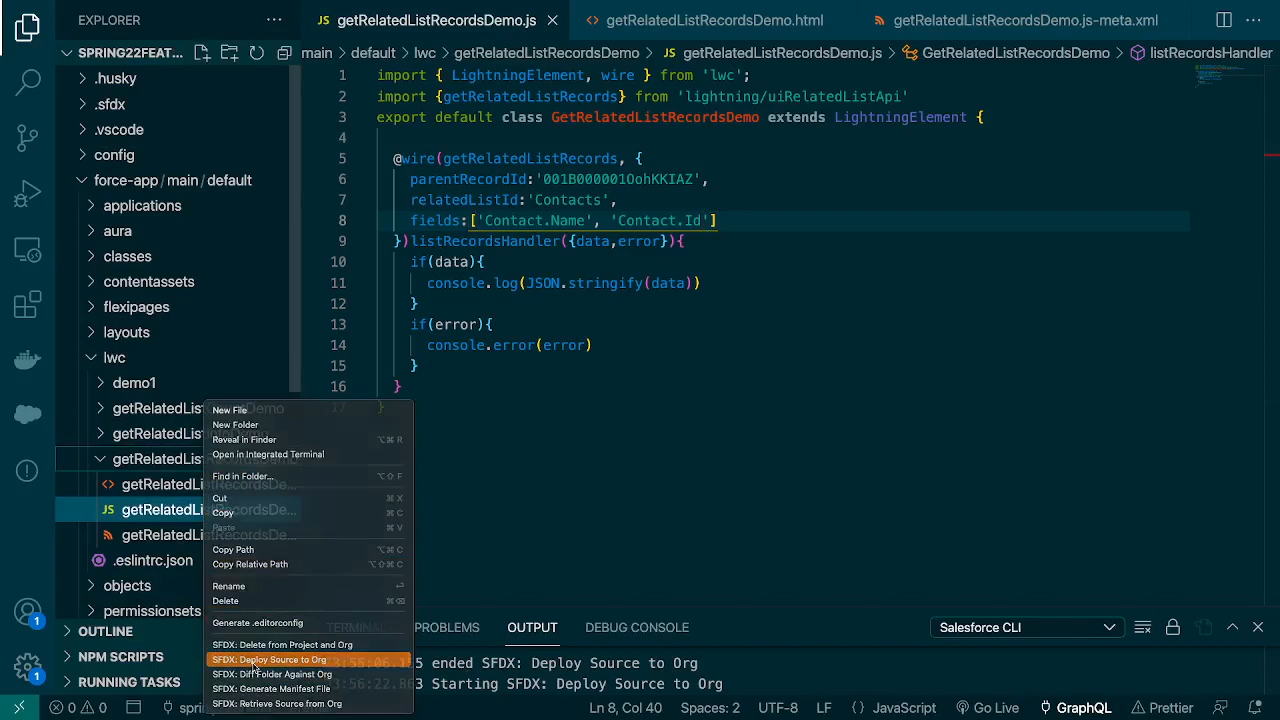 EXPLORER
getRelatedListRecordsDemo.js
getRelatedListRecordsDemo.html
getRelatedListRecordsDemo.js-meta.xml
SPRING22FEAT...
main > default > lwc > getRelatedListRecordsDemo > JS getRelatedListRecordsDemo.js > GetRelatedListRecordsDemo > listRecordsHandler
.husky
.sfdx
.vscode
config
force-app / main / default
applications
aura
classes
contentassets
flexipages
layouts
lwc
demo1
getRelatedListRecordsDe...
getRelatedListRecordsDe...
.eslintrc.json
objects
permissionsets
OUTLINE
NPM SCRIPTS
RUNNING TASKS
1 import { LightningElement, wire } from 'lwc';
2 import {getRelatedListRecords} from 'lightning/uiRelatedListApi'
3 export default class GetRelatedListRecordsDemo extends LightningElement {
4
5 @wire(getRelatedListRecords, {
6 parentRecordId:'001B000001OohKKIAZ',
7 relatedListId:'Contacts',
8 fields:['Contact.Name', 'Contact.Id']
9 })listRecordsHandler({data,error}){
10 if(data){
11 console.log(JSON.stringify(data))
12 }
13 if(error){
14 console.error(error)
15 }
16 }
17 }
New File
New Folder
Reveal in Finder ⌥⌘ R
Open in Integrated Terminal
Find in Folder... ⌥⇧ F
Cut ⌘ X
Copy ⌘ C
Paste ⌘ V
Copy Path ⌥⌘ C
Copy Relative Path ⌥⇧⌘ C
Rename ⏎
Delete ⌘⌫
Generate .editorconfig
SFDX: Delete from Project and Org
SFDX: Deploy Source to Org
SFDX: Diff Folder Against Org
SFDX: Generate Manifest File
SFDX: Retrieve Source from Org
TERMINAL PROBLEMS OUTPUT DEBUG CONSOLE
Salesforce CLI
ended SFDX: Deploy Source to Org
Starting SFDX: Deploy Source to Org
1
1
0 0
Ln 8, Col 40 Spaces: 2 UTF-8 LF {} JavaScript Go Live GraphQL Prettier